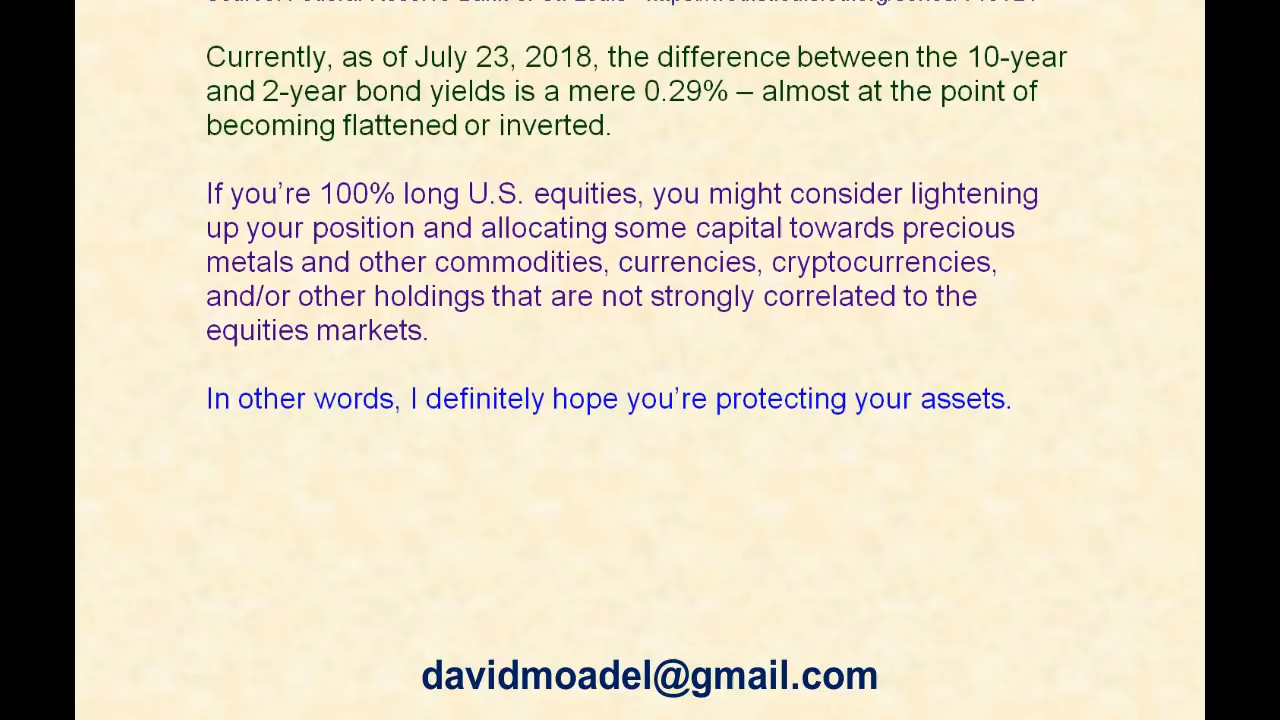 Currently, as of July 23, 2018, the difference between the 10-year
and 2-year bond yields is a mere 0.29% – almost at the point of
becoming flattened or inverted.
If you’re 100% long U.S. equities, you might consider lightening
up your position and allocating some capital towards precious
metals and other commodities, currencies, cryptocurrencies,
and/or other holdings that are not strongly correlated to the
equities markets.
In other words, I definitely hope you’re protecting your assets.
davidmoadel@gmail.com